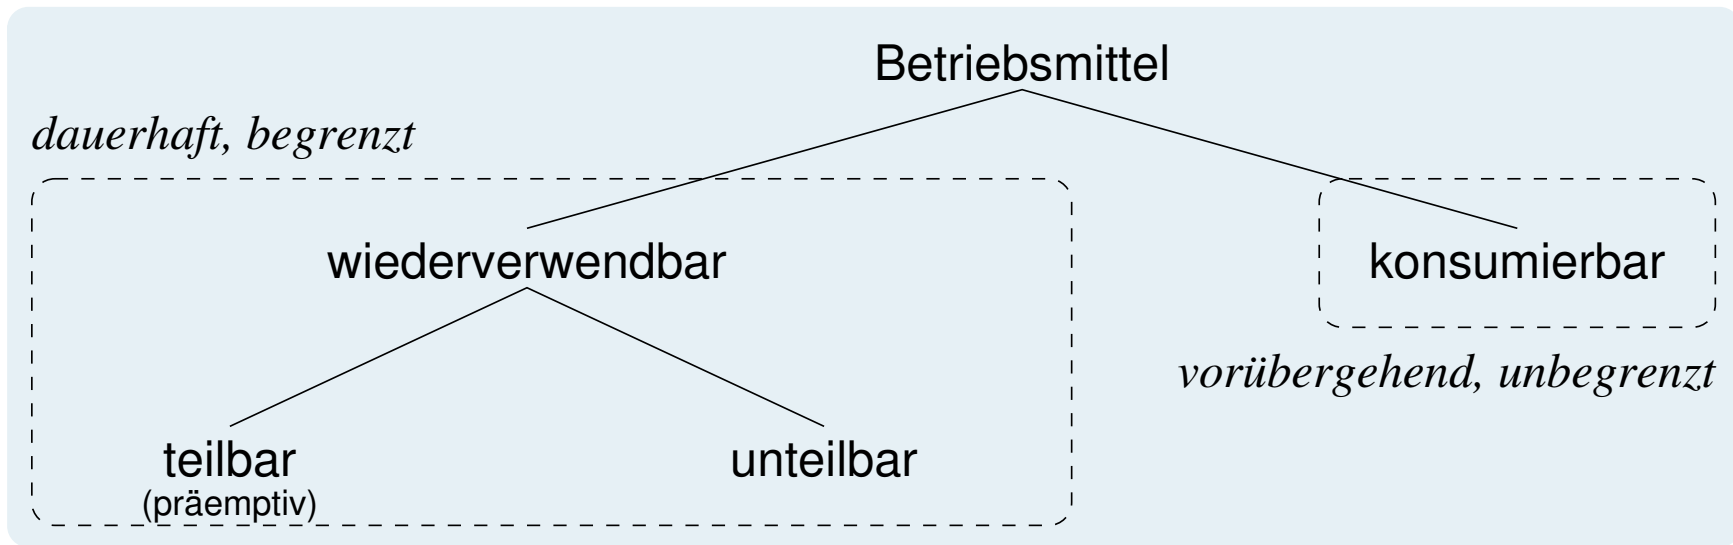 Betriebsmittel
dauerhaft, begrenzt
wiederverwendbar
konsumierbar
vorübergehend, unbegrenzt
teilbar
unteilbar
(präemptiv)